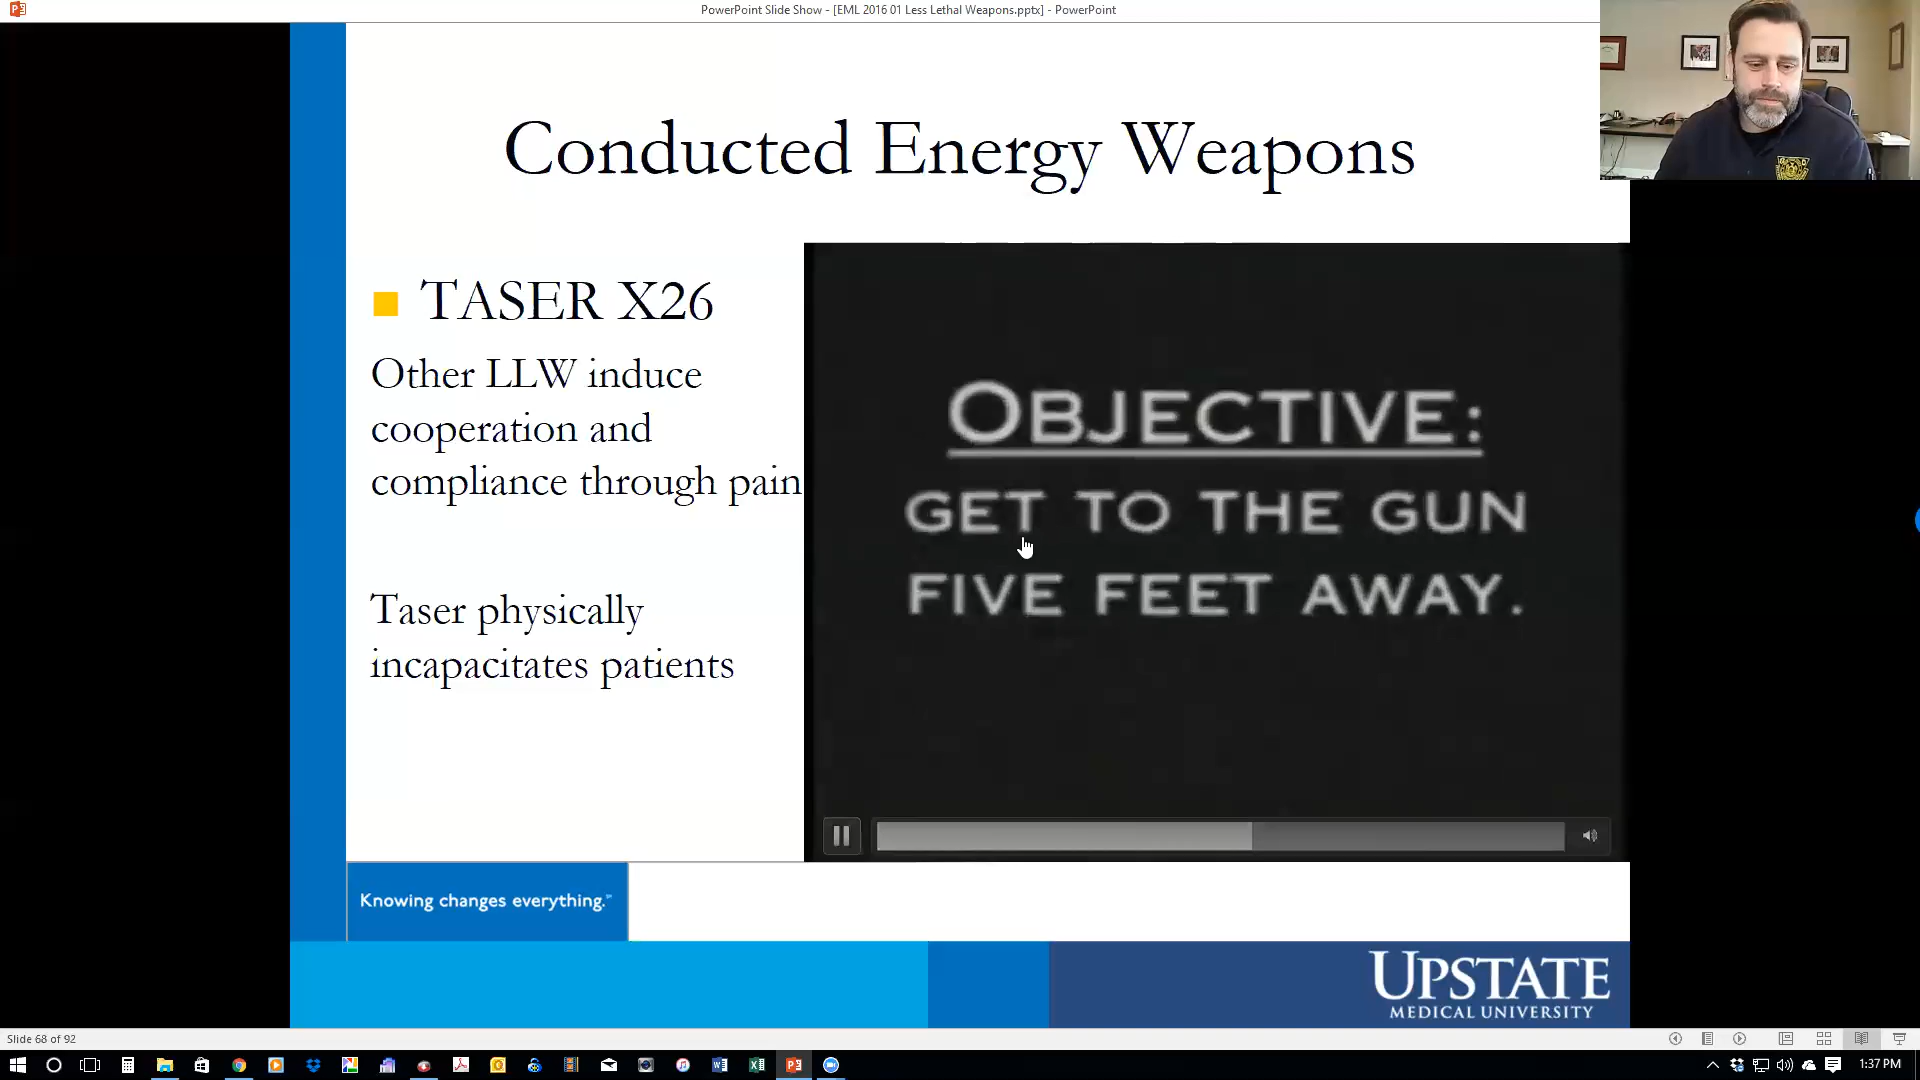 PowerPoint Slide Show - [EML 2016 01 Less Lethal Weapons.pptx] - PowerPoint
Conducted Energy Weapons
TASER X26
Other LLW induce
cooperation and
compliance through pain
Taser physically
incapacitates patients
OBJECTIVE:
GET TO THE GUN
FIVE FEET AWAY.
Knowing changes everything.℠
UPSTATE
MEDICAL UNIVERSITY
Slide 68 of 92
1:37 PM